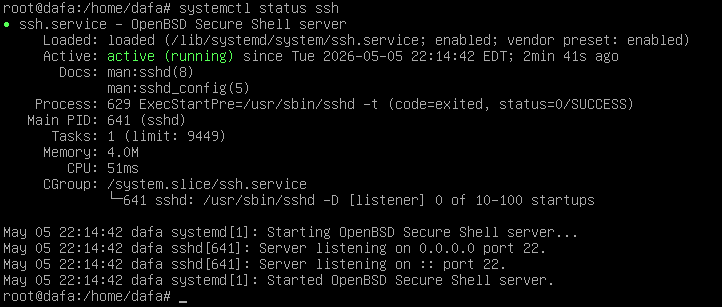 root@dafa:/home/dafa# systemctl status ssh
● ssh.service - OpenBSD Secure Shell server
     Loaded: loaded (/lib/systemd/system/ssh.service; enabled; vendor preset: enabled)
     Active: active (running) since Tue 2026-05-05 22:14:42 EDT; 2min 41s ago
       Docs: man:sshd(8)
             man:sshd_config(5)
    Process: 629 ExecStartPre=/usr/sbin/sshd -t (code=exited, status=0/SUCCESS)
   Main PID: 641 (sshd)
      Tasks: 1 (limit: 9449)
     Memory: 4.0M
        CPU: 51ms
     CGroup: /system.slice/ssh.service
             └─641 sshd: /usr/sbin/sshd -D [listener] 0 of 10-100 startups
May 05 22:14:42 dafa systemd[1]: Starting OpenBSD Secure Shell server...
May 05 22:14:42 dafa sshd[641]: Server listening on 0.0.0.0 port 22.
May 05 22:14:42 dafa sshd[641]: Server listening on :: port 22.
May 05 22:14:42 dafa systemd[1]: Started OpenBSD Secure Shell server.
root@dafa:/home/dafa# _